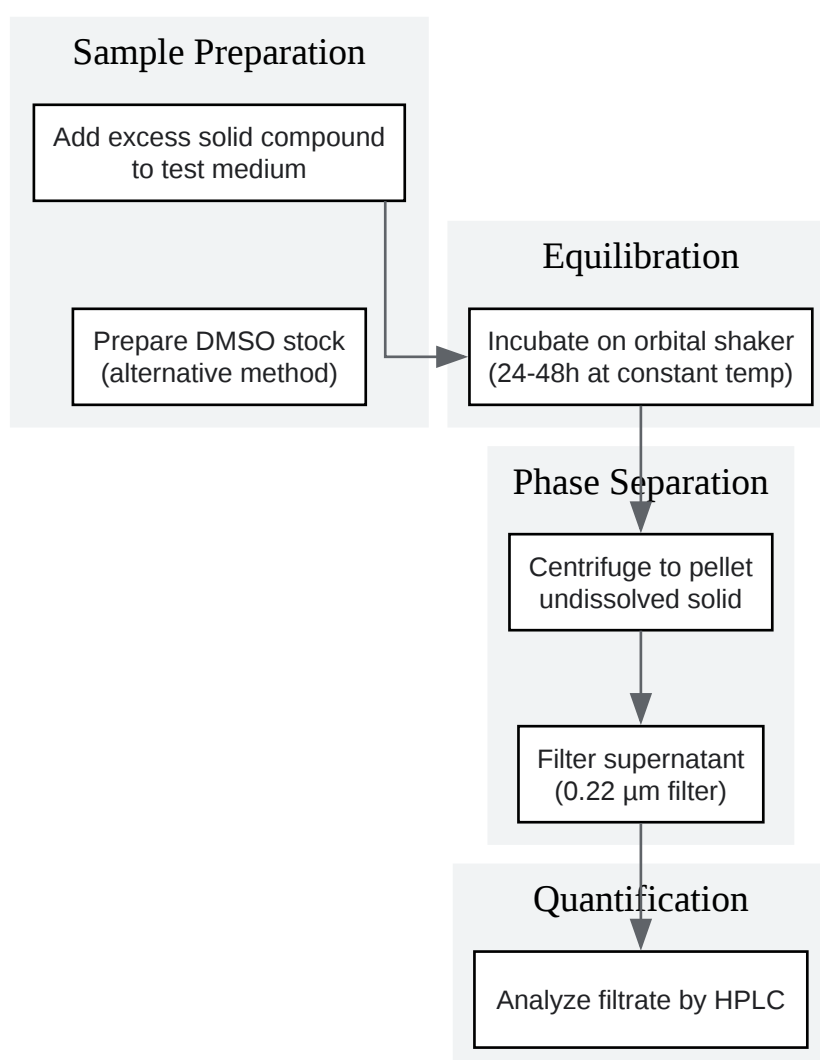 Sample Preparation
Add excess solid compound
to test medium
Prepare DMSO stock
(alternative method)
Equilibration
Incubate on orbital shaker
(24-48h at constant temp)
Phase Separation
Centrifuge to pellet
undissolved solid
Filter supernatant
(0.22 µm filter)
Quantification
Analyze filtrate by HPLC